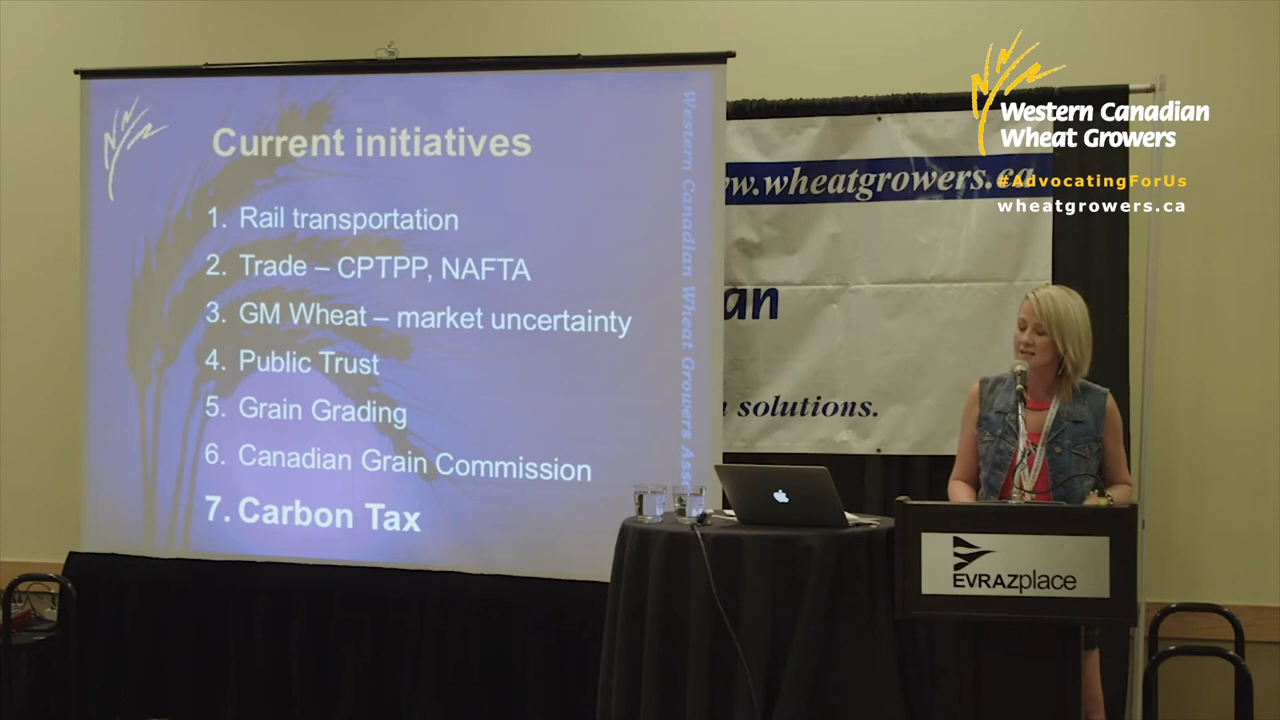 Current initiatives
1. Rail transportation
2. Trade – CPTPP, NAFTA
3. GM Wheat – market uncertainty
4. Public Trust
5. Grain Grading
6. Canadian Grain Commission
7. Carbon Tax
Western Canadian Wheat Growers
Western Canadian
Wheat Growers
#AdvocatingForUs
wheatgrowers.ca
.wheatgrowers.ca
solutions.
EVRAZplace